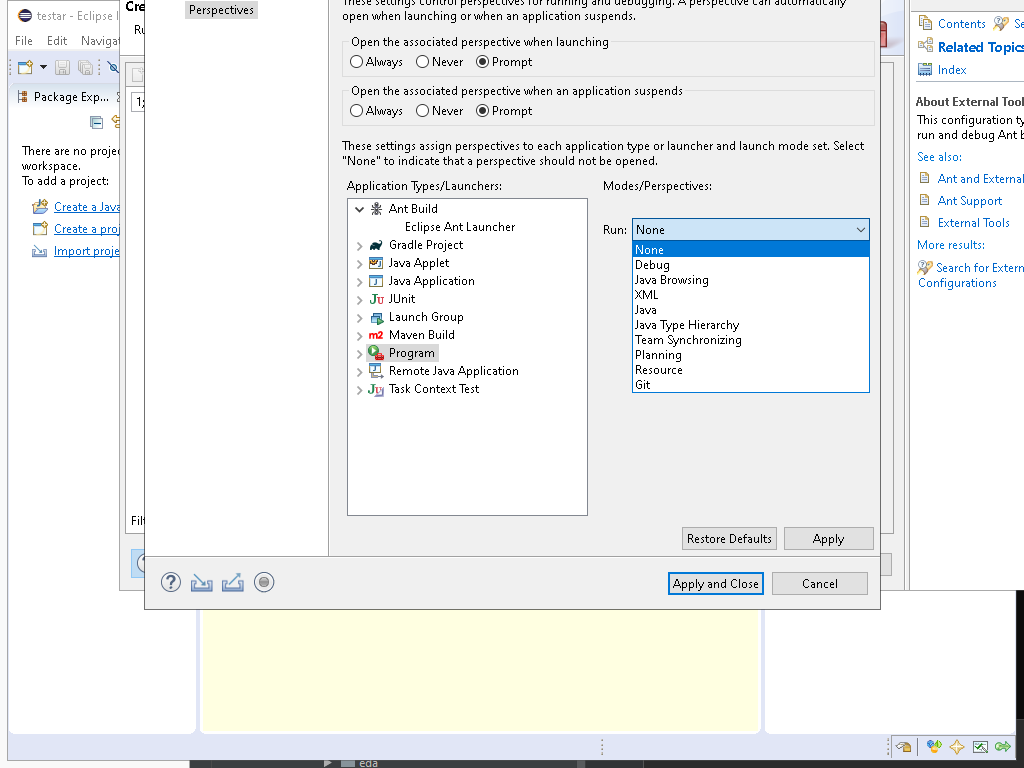 testar - Eclipse I
File Edit Navigat
Package Exp...
There are no proje
workspace.
To add a project:
Create a Java
Create a proj
Import proje
Cre
Ru
1;
Filt
Perspectives
These settings control perspectives for running and debugging. A perspective can automatically
open when launching or when an application suspends.
Open the associated perspective when launching
Always Never Prompt
Open the associated perspective when an application suspends
Always Never Prompt
These settings assign perspectives to each application type or launcher and launch mode set. Select
"None" to indicate that a perspective should not be opened.
Application Types/Launchers:
Ant Build
Eclipse Ant Launcher
Gradle Project
Java Applet
Java Application
JUnit
Launch Group
Maven Build
Program
Remote Java Application
Task Context Test
Modes/Perspectives:
Run: None
None
Debug
Java Browsing
XML
Java
Java Type Hierarchy
Team Synchronizing
Planning
Resource
Git
Restore Defaults Apply
Apply and Close Cancel
Contents Se
Related Topics
Index
About External Tool
This configuration ty
run and debug Ant b
See also:
Ant and External
Ant Support
External Tools
More results:
Search for Extern
Configurations
eda